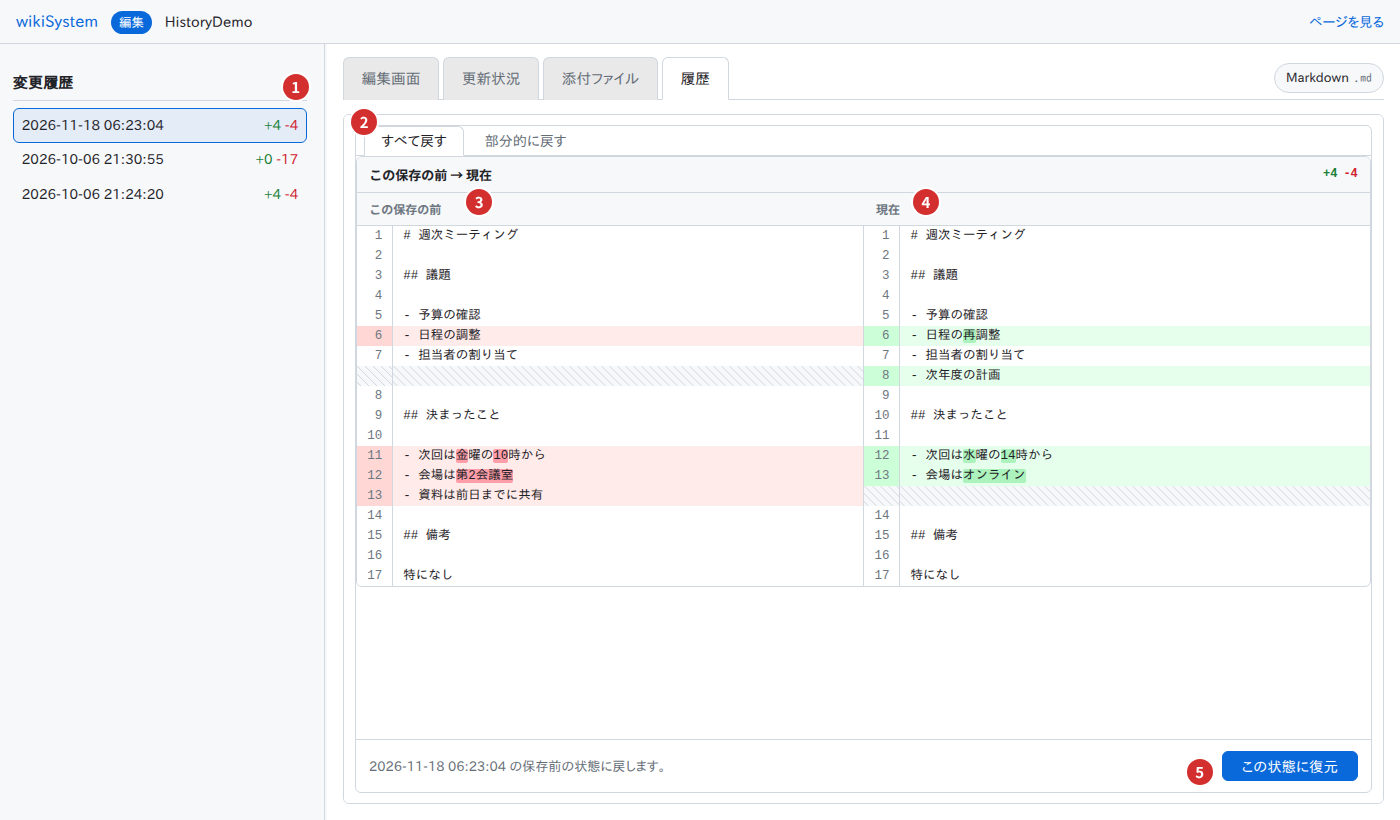 wikiSystem 編集 HistoryDemo ページを見る
変更履歴 1
2026-11-18 06:23:04 +4 -4
2026-10-06 21:30:55 +0 -17
2026-10-06 21:24:20 +4 -4
編集画面 更新状況 添付ファイル 履歴 Markdown .md
2 すべて戻す 部分的に戻す
この保存の前 → 現在 +4 -4
この保存の前 3 現在 4
1 # 週次ミーティング 1 # 週次ミーティング
2 2
3 ## 議題 3 ## 議題
4 4
5 - 予算の確認 5 - 予算の確認
6 - 日程の調整 6 - 日程の再調整
7 - 担当者の割り当て 7 - 担当者の割り当て
8 - 次年度の計画
8 9
9 ## 決まったこと 10 ## 決まったこと
10 11
11 - 次回は金曜の10時から 12 - 次回は水曜の14時から
12 - 会場は第2会議室 13 - 会場はオンライン
13 - 資料は前日までに共有
14 14
15 ## 備考 15 ## 備考
16 16
17 特になし 17 特になし
2026-11-18 06:23:04 の保存前の状態に戻します。 5 この状態に復元